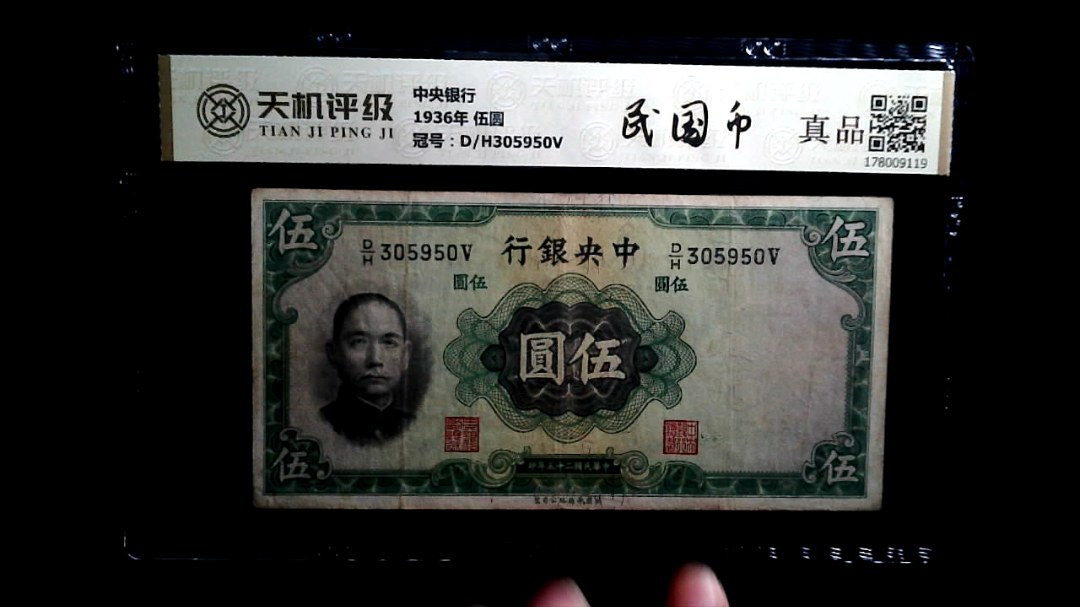 天机评级
TIAN JI PING JI
中央银行
1936年 伍圆
冠号：D/H305950V
民国币
真品
178009119
伍
伍
D/H 305950V
行銀央中
D/H 305950V
圓伍
圓伍
圓伍
伍
伍